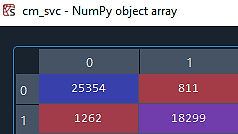 cm_svc - NumPy object array
0 1
0 25354 811
1 1262 18299